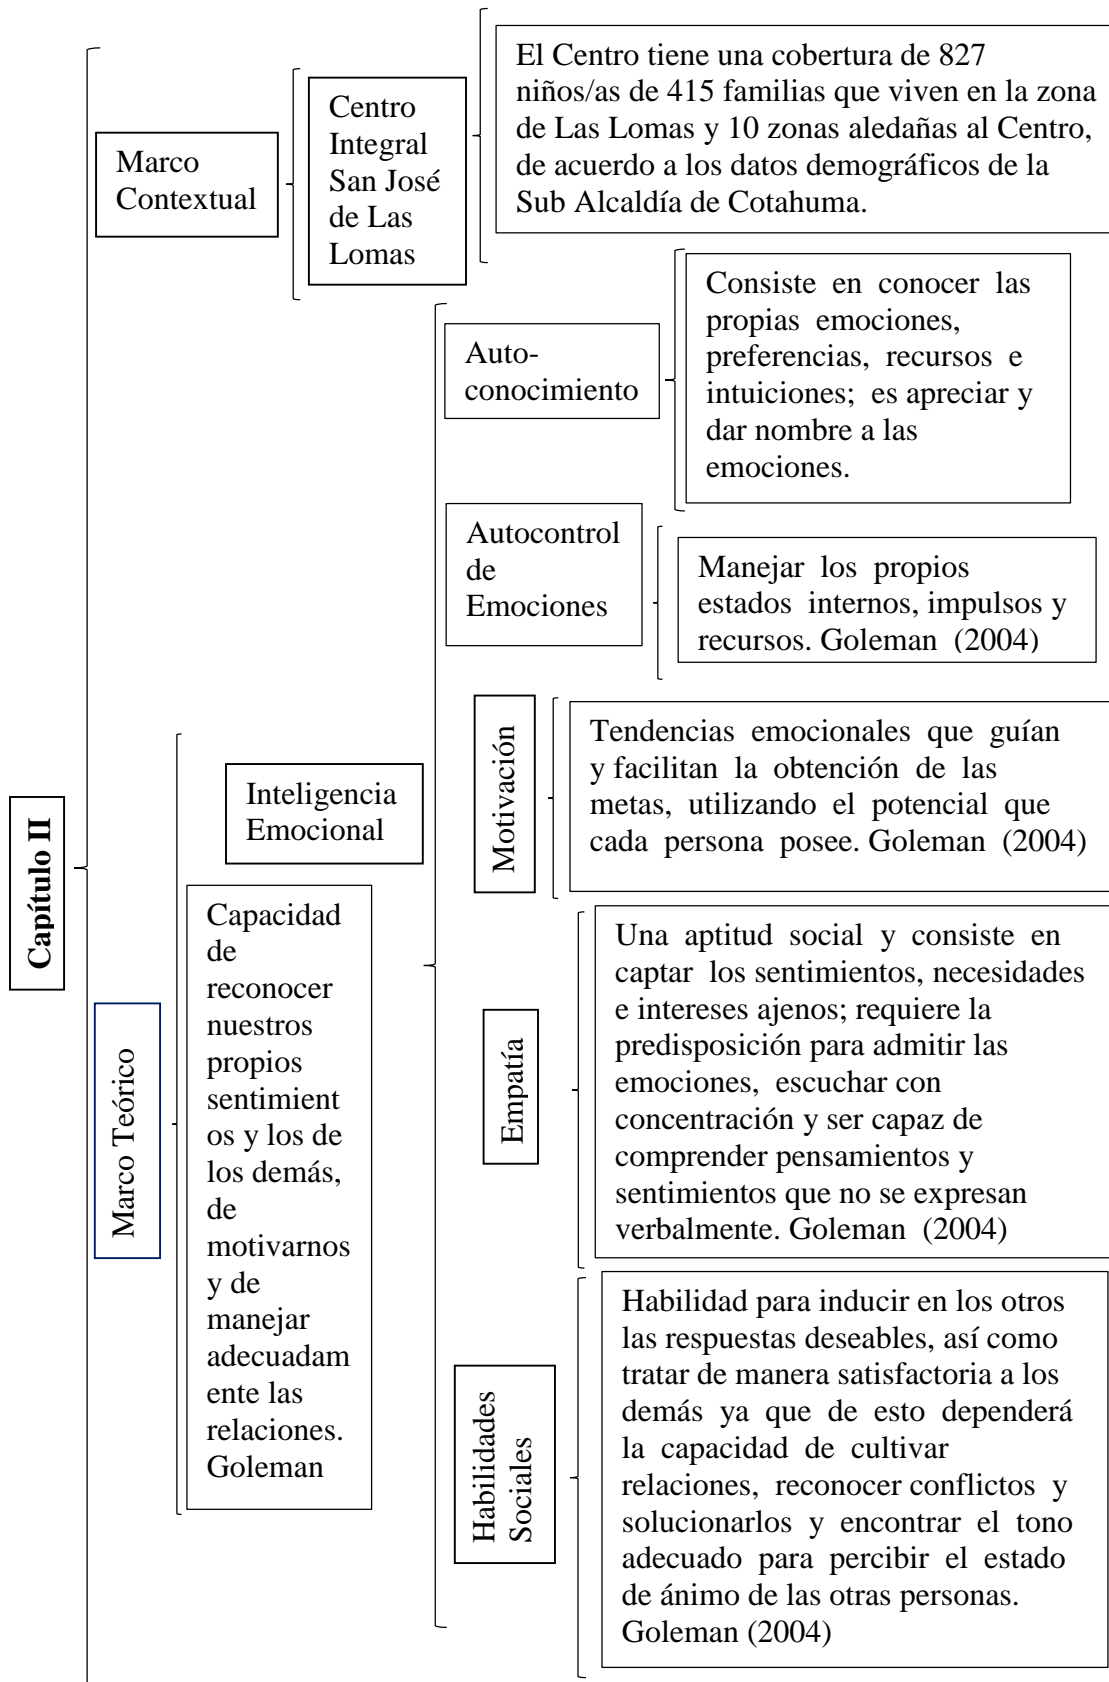 Capítulo II
Marco
Contextual
Centro
Integral
San José
de Las
Lomas
El Centro tiene una cobertura de 827
niños/as de 415 familias que viven en la zona
de Las Lomas y 10 zonas aledañas al Centro,
de acuerdo a los datos demográficos de la
Sub Alcaldía de Cotahuma.
Marco Teórico
Inteligencia
Emocional
Capacidad
de
reconocer
nuestros
propios
sentimient
os y los de
los demás,
de
motivarnos
y de
manejar
adecuadam
ente las
relaciones.
Goleman
Auto-
conocimiento
Consiste en conocer las
propias emociones,
preferencias, recursos e
intuiciones; es apreciar y
dar nombre a las
emociones.
Autocontrol
de
Emociones
Manejar los propios
estados internos, impulsos y
recursos. Goleman (2004)
Motivación
Tendencias emocionales que guían
y facilitan la obtención de las
metas, utilizando el potencial que
cada persona posee. Goleman (2004)
Empatía
Una aptitud social y consiste en
captar los sentimientos, necesidades
e intereses ajenos; requiere la
predisposición para admitir las
emociones, escuchar con
concentración y ser capaz de
comprender pensamientos y
sentimientos que no se expresan
verbalmente. Goleman (2004)
Habilidades
Sociales
Habilidad para inducir en los otros
las respuestas deseables, así como
tratar de manera satisfactoria a los
demás ya que de esto dependerá
la capacidad de cultivar
relaciones, reconocer conflictos y
solucionarlos y encontrar el tono
adecuado para percibir el estado
de ánimo de las otras personas.
Goleman (2004)